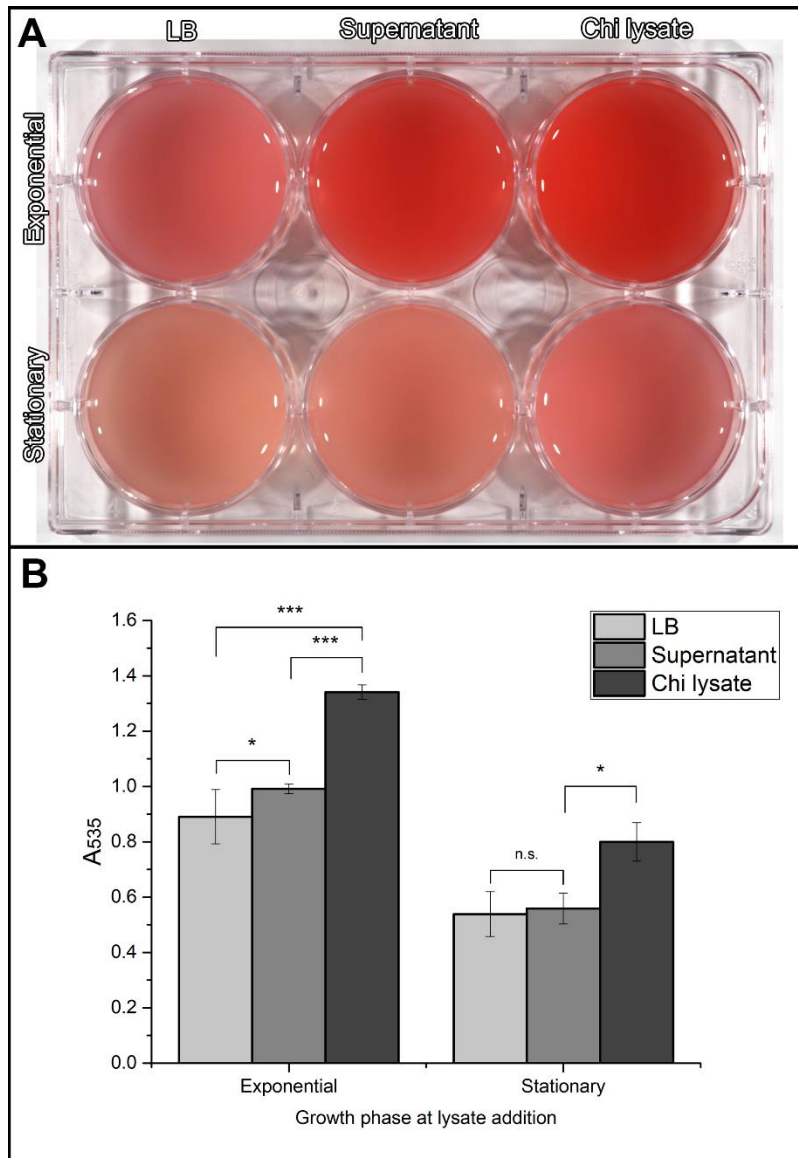 A
LB Supernatant Chi lysate
Exponential
Stationary
B
***
***
*
*
n.s.
LB
Supernatant
Chi lysate
1.6
1.4
1.2
1.0
0.8
0.6
0.4
0.2
0.0
A535
Exponential Stationary
Growth phase at lysate addition